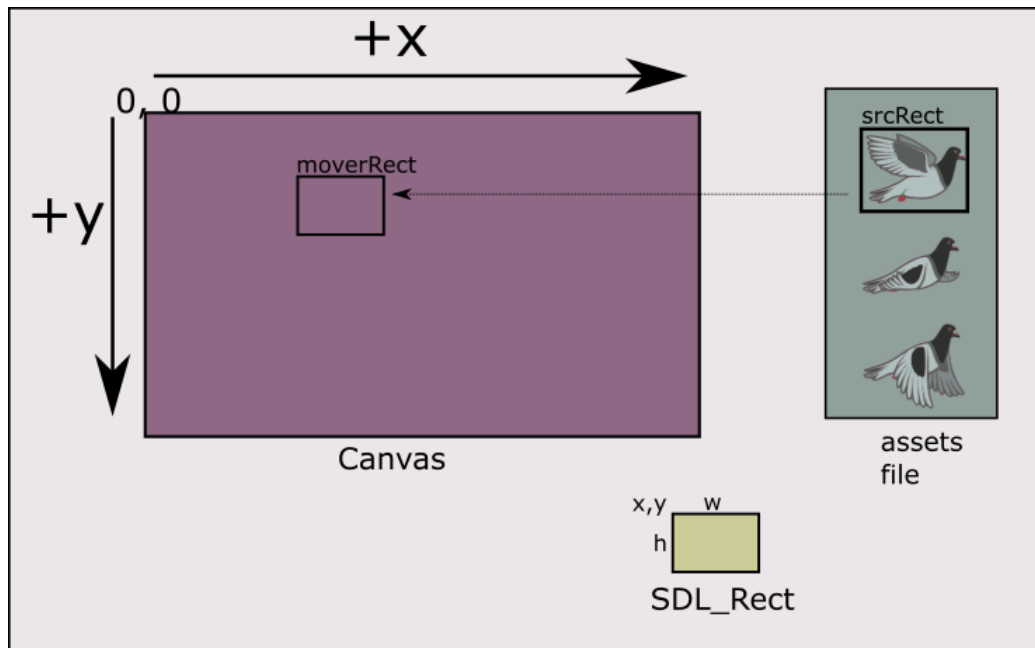 +x
0, 0
srcRect
moverRect
+y
Canvas
assets
file
x,y w
h
SDL_Rect